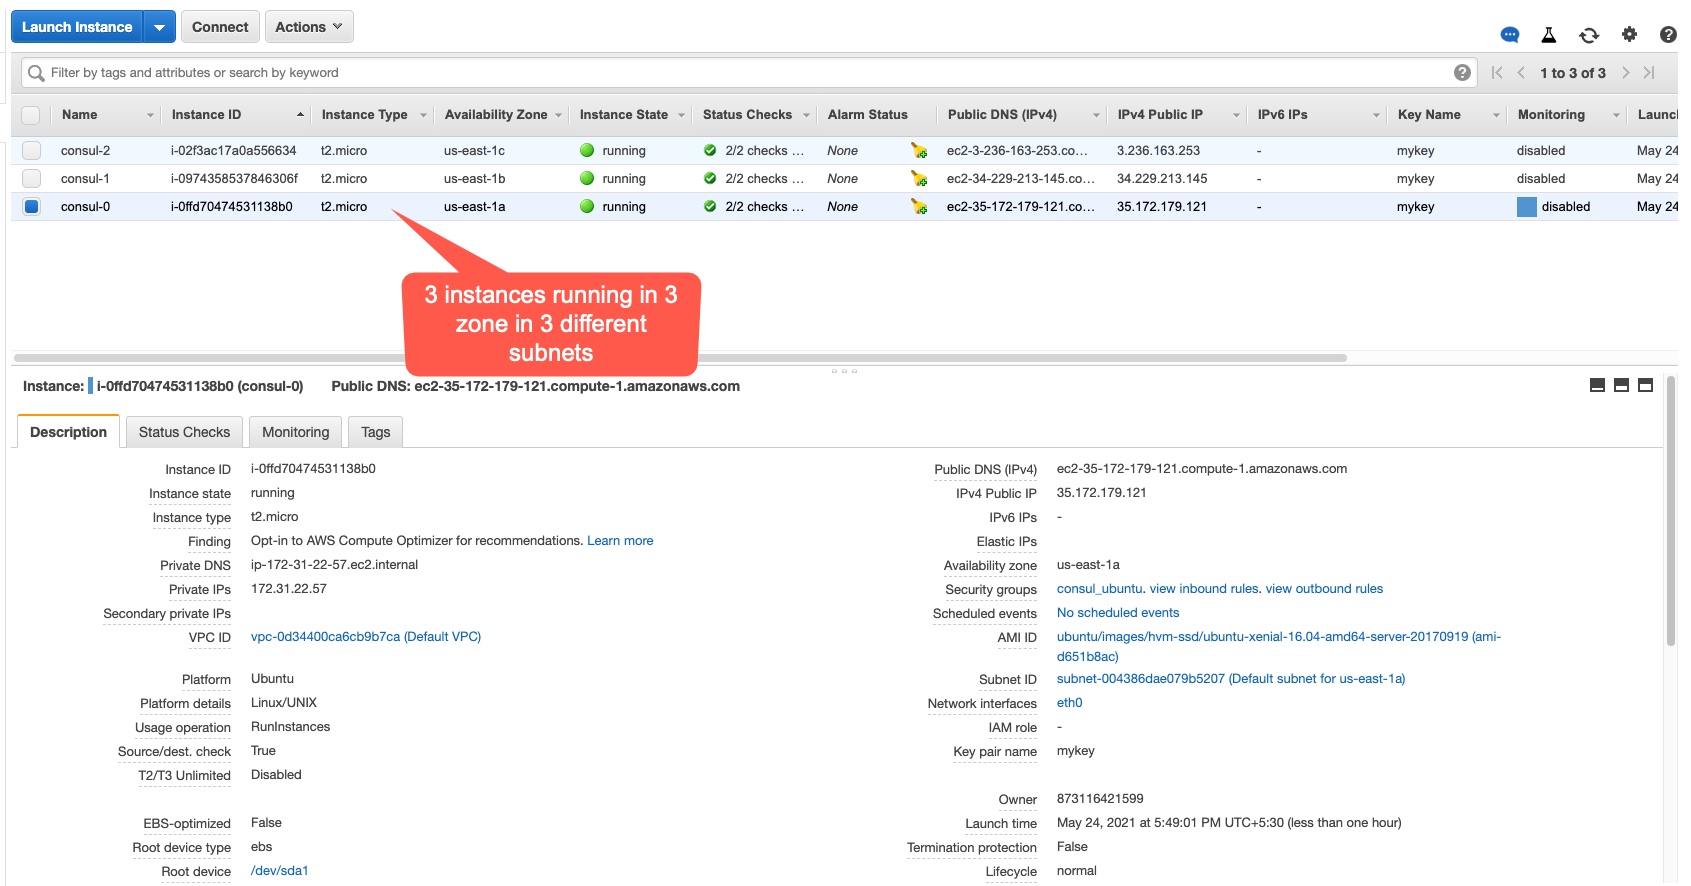 Launch Instance Connect Actions
Filter by tags and attributes or search by keyword 1 to 3 of 3
Name Instance ID Instance Type Availability Zone Instance State Status Checks Alarm Status Public DNS (IPv4) IPv4 Public IP IPv6 IPs Key Name Monitoring Launc
consul-2 i-02f3ac17a0a556634 t2.micro us-east-1c running 2/2 checks ... None ec2-3-236-163-253.co... 3.236.163.253 - mykey disabled May 24
consul-1 i-0974358537846306f t2.micro us-east-1b running 2/2 checks ... None ec2-34-229-213-145.co... 34.229.213.145 - mykey disabled May 24
consul-0 i-0ffd70474531138b0 t2.micro us-east-1a running 2/2 checks ... None ec2-35-172-179-121.co... 35.172.179.121 - mykey disabled May 24
3 instances running in 3
zone in 3 different
subnets
Instance: i-0ffd70474531138b0 (consul-0) Public DNS: ec2-35-172-179-121.compute-1.amazonaws.com
Description Status Checks Monitoring Tags
Instance ID i-0ffd70474531138b0 Public DNS (IPv4) ec2-35-172-179-121.compute-1.amazonaws.com
Instance state running IPv4 Public IP 35.172.179.121
Instance type t2.micro IPv6 IPs -
Finding Opt-in to AWS Compute Optimizer for recommendations. Learn more Elastic IPs
Private DNS ip-172-31-22-57.ec2.internal Availability zone us-east-1a
Private IPs 172.31.22.57 Security groups consul_ubuntu. view inbound rules. view outbound rules
Secondary private IPs Scheduled events No scheduled events
VPC ID vpc-0d34400ca6cb9b7ca (Default VPC) AMI ID ubuntu/images/hvm-ssd/ubuntu-xenial-16.04-amd64-server-20170919 (ami-
d651b8ac)
Platform Ubuntu Subnet ID subnet-004386dae079b5207 (Default subnet for us-east-1a)
Platform details Linux/UNIX Network interfaces eth0
Usage operation RunInstances IAM role -
Source/dest. check True Key pair name mykey
T2/T3 Unlimited Disabled
Owner 873116421599
EBS-optimized False Launch time May 24, 2021 at 5:49:01 PM UTC+5:30 (less than one hour)
Root device type ebs Termination protection False
Root device /dev/sda1 Lifecycle normal